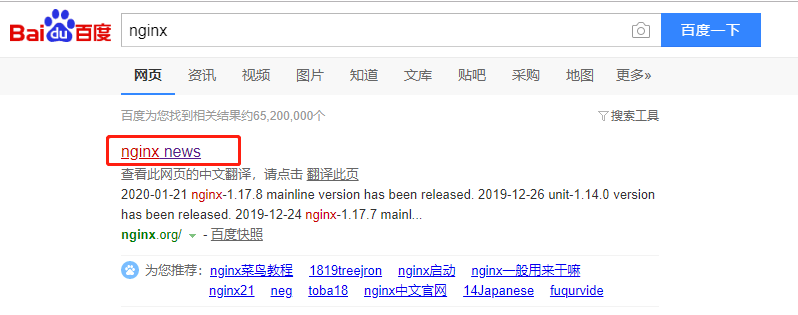 Bai du 百度 nginx 百度一下
网页 资讯 视频 图片 知道 文库 贴吧 采购 地图 更多»
百度为您找到相关结果约65,200,000个 搜索工具
nginx news
查看此网页的中文翻译，请点击 翻译此页
2020-01-21 nginx-1.17.8 mainline version has been released. 2019-12-26 unit-1.14.0 version
has been released. 2019-12-24 nginx-1.17.7 mainl...
nginx.org/ - 百度快照
为您推荐： nginx菜鸟教程 1819treejron nginx启动 nginx一般用来干嘛
nginx21 neg toba18 nginx中文官网 14Japanese fuqurvide